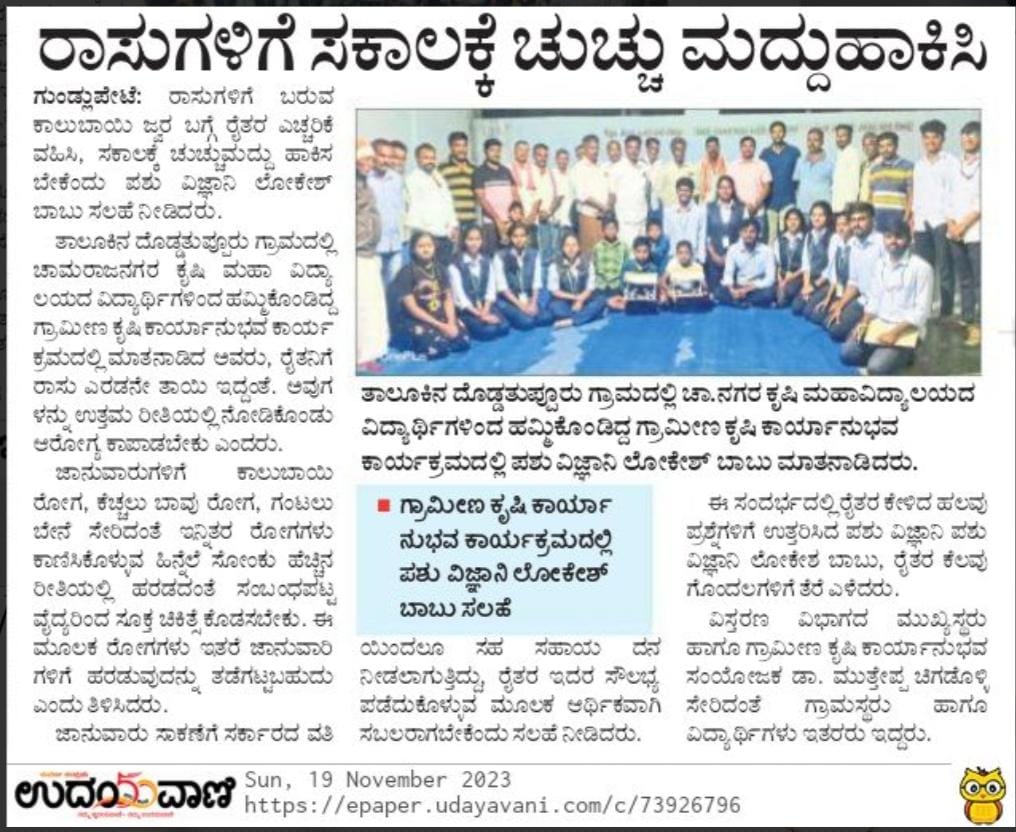 ರಾಸುಗಳಿಗೆ ಸಕಾಲಕ್ಕೆ ಚುಚ್ಚು ಮದ್ದುಹಾಕಿಸಿ
ಗುಂಡ್ಲುಪೇಟೆ: ರಾಸುಗಳಿಗೆ ಬರುವ
ಕಾಲುಬಾಯಿ ಜ್ವರ ಬಗ್ಗೆ ರೈತರ ಎಚ್ಚರಿಕೆ
ವಹಿಸಿ, ಸಕಾಲಕ್ಕೆ ಚುಚ್ಚುಮದ್ದು ಹಾಕಿಸ
ಬೇಕೆಂದು ಪಶು ವಿಜ್ಞಾನಿ ಲೋಕೇಶ್
ಬಾಬು ಸಲಹೆ ನೀಡಿದರು.
ತಾಲೂಕಿನ ದೊಡ್ಡತುಪ್ಪೂರು ಗ್ರಾಮದಲ್ಲಿ
ಚಾಮರಾಜನಗರ ಕೃಷಿ ಮಹಾ ವಿದ್ಯಾ
ಲಯದ ವಿದ್ಯಾರ್ಥಿಗಳಿಂದ ಹಮ್ಮಿಕೊಂಡಿದ್ದ
ಗ್ರಾಮೀಣ ಕೃಷಿ ಕಾರ್ಯಾನುಭವ ಕಾರ್ಯ
ಕ್ರಮದಲ್ಲಿ ಮಾತನಾಡಿದ ಅವರು, ರೈತನಿಗೆ
ರಾಸು ಎರಡನೇ ತಾಯಿ ಇದ್ದಂತೆ. ಅವುಗ
ಳನ್ನು ಉತ್ತಮ ರೀತಿಯಲ್ಲಿ ನೋಡಿಕೊಂಡು
ಆರೋಗ್ಯ ಕಾಪಾಡಬೇಕು ಎಂದರು.
ಜಾನುವಾರುಗಳಿಗೆ ಕಾಲುಬಾಯಿ
ರೋಗ, ಕೆಚ್ಚಲು ಬಾವು ರೋಗ, ಗಂಟಲು
ಬೇನೆ ಸೇರಿದಂತೆ ಇನ್ನಿತರ ರೋಗಗಳು
ಕಾಣಿಸಿಕೊಳ್ಳುವ ಹಿನ್ನೆಲೆ ಸೋಂಕು ಹೆಚ್ಚಿನ
ರೀತಿಯಲ್ಲಿ ಹರಡದಂತೆ ಸಂಬಂಧಪಟ್ಟ
ವೈದ್ಯರಿಂದ ಸೂಕ್ತ ಚಿಕಿತ್ಸೆ ಕೊಡಸಬೇಕು. ಈ
ಮೂಲಕ ರೋಗಗಳು ಇತರೆ ಜಾನುವಾರಿ
ಗಳಿಗೆ ಹರಡುವುದನ್ನು ತಡೆಗಟ್ಟಬಹುದು
ಎಂದು ತಿಳಿಸಿದರು.
ಜಾನುವಾರು ಸಾಕಣೆಗೆ ಸರ್ಕಾರದ ವತಿ
ತಾಲೂಕಿನ ದೊಡ್ಡತುಪ್ಪೂರು ಗ್ರಾಮದಲ್ಲಿ ಚಾ.ನಗರ ಕೃಷಿ ಮಹಾವಿದ್ಯಾಲಯದ
ವಿದ್ಯಾರ್ಥಿಗಳಿಂದ ಹಮ್ಮಿಕೊಂಡಿದ್ದ ಗ್ರಾಮೀಣ ಕೃಷಿ ಕಾರ್ಯಾನುಭವ
ಕಾರ್ಯಕ್ರಮದಲ್ಲಿ ಪಶು ವಿಜ್ಞಾನಿ ಲೋಕೇಶ್ ಬಾಬು ಮಾತನಾಡಿದರು.
ಗ್ರಾಮೀಣ ಕೃಷಿ ಕಾರ್ಯಾ
ನುಭವ ಕಾರ್ಯಕ್ರಮದಲ್ಲಿ
ಪಶು ವಿಜ್ಞಾನಿ ಲೋಕೇಶ್
ಬಾಬು ಸಲಹೆ
ಯಿಂದಲೂ ಸಹ ಸಹಾಯ ದನ
ನೀಡಲಾಗುತ್ತಿದ್ದು, ರೈತರ ಇದರ ಸೌಲಭ್ಯ
ಪಡೆದುಕೊಳ್ಳುವ ಮೂಲಕ ಆರ್ಥಿಕವಾಗಿ
ಸಬಲರಾಗಬೇಕೆಂದು ಸಲಹೆ ನೀಡಿದರು.
ಈ ಸಂದರ್ಭದಲ್ಲಿ ರೈತರ ಕೇಳಿದ ಹಲವು
ಪ್ರಶ್ನೆಗಳಿಗೆ ಉತ್ತರಿಸಿದ ಪಶು ವಿಜ್ಞಾನಿ ಪಶು
ವಿಜ್ಞಾನಿ ಲೋಕೇಶ ಬಾಬು, ರೈತರ ಕೆಲವು
ಗೊಂದಲಗಳಿಗೆ ತೆರೆ ಎಳೆದರು.
ವಿಸ್ತರಣ ವಿಭಾಗದ ಮುಖ್ಯಸ್ಥರು
ಹಾಗೂ ಗ್ರಾಮೀಣ ಕೃಷಿ ಕಾರ್ಯಾನುಭವ
ಸಂಯೋಜಕ ಡಾ. ಮುತ್ತೇಪ್ಪ ಚಿಗಡೊಳ್ಳಿ
ಸೇರಿದಂತೆ ಗ್ರಾಮಸ್ಥರು ಹಾಗೂ
ವಿದ್ಯಾರ್ಥಿಗಳು ಇತರರು ಇದ್ದರು.
ಉದಯವಾಣಿ
Sun, 19 November 2023
https://epaper.udayavani.com/c/73926796